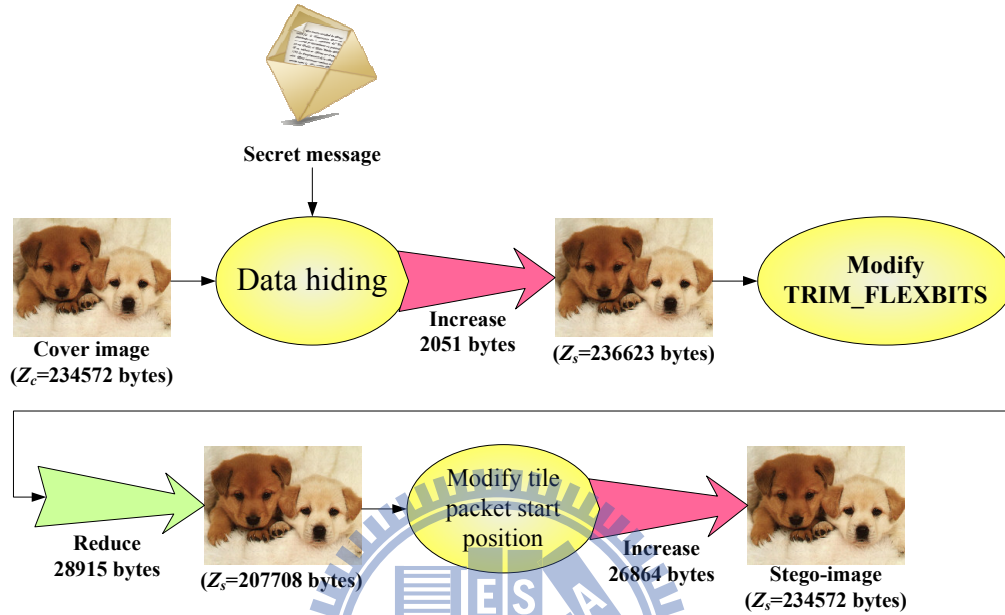 Secret message
Data hiding
Increase
2051 bytes
Modify
TRIM_FLEXBITS
Cover image
(Zc=234572 bytes)
(Zs=236623 bytes)
Reduce
28915 bytes
(Zs=207708 bytes)
Modify tile
packet start
position
Increase
26864 bytes
Stego-image
(Zs=234572 bytes)
ESA